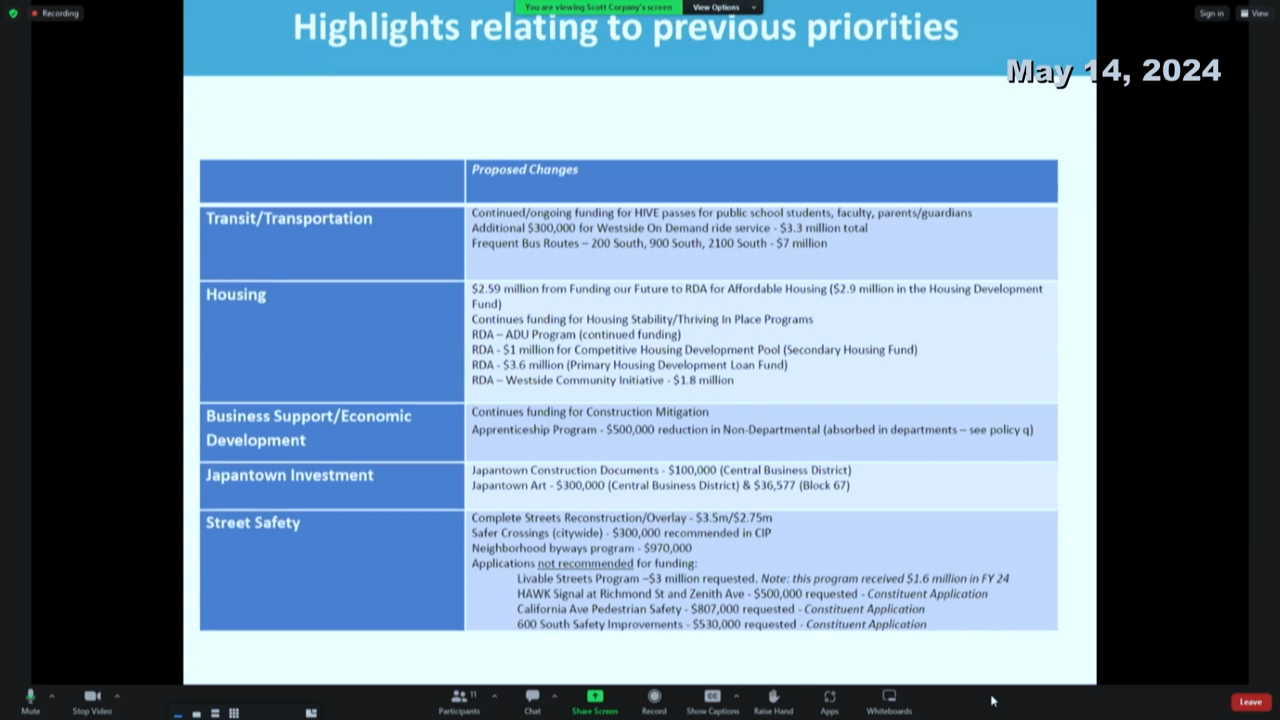 Recording
You are viewing Scott Corpany's screen
View Options
Sign in
View
Highlights relating to previous priorities
May 14, 2024
Proposed Changes
Transit/Transportation
Continued/ongoing funding for HIVE passes for public school students, faculty, parents/guardians
Additional $300,000 for Westside On Demand ride service - $3.3 million total
Frequent Bus Routes – 200 South, 900 South, 2100 South - $7 million
Housing
$2.59 million from Funding our Future to RDA for Affordable Housing ($2.9 million in the Housing Development
Fund)
Continues funding for Housing Stability/Thriving In Place Programs
RDA – ADU Program (continued funding)
RDA - $1 million for Competitive Housing Development Pool (Secondary Housing Fund)
RDA - $3.6 million (Primary Housing Development Loan Fund)
RDA – Westside Community Initiative - $1.8 million
Business Support/Economic
Development
Continues funding for Construction Mitigation
Apprenticeship Program - $500,000 reduction in Non-Departmental (absorbed in departments – see policy q)
Japantown Investment
Japantown Construction Documents - $100,000 (Central Business District)
Japantown Art - $300,000 (Central Business District) & $36,577 (Block 67)
Street Safety
Complete Streets Reconstruction/Overlay - $3.5m/$2.75m
Safer Crossings (citywide) - $300,000 recommended in CIP
Neighborhood byways program - $970,000
Applications not recommended for funding:
Livable Streets Program –$3 million requested. Note: this program received $1.6 million in FY 24
HAWK Signal at Richmond St and Zenith Ave - $500,000 requested - Constituent Application
California Ave Pedestrian Safety - $807,000 requested - Constituent Application
600 South Safety Improvements - $530,000 requested - Constituent Application
Mute
Stop Video
Participants
11
Chat
Share Screen
Record
CC
Show Captions
Raise Hand
Apps
Whiteboards
Leave